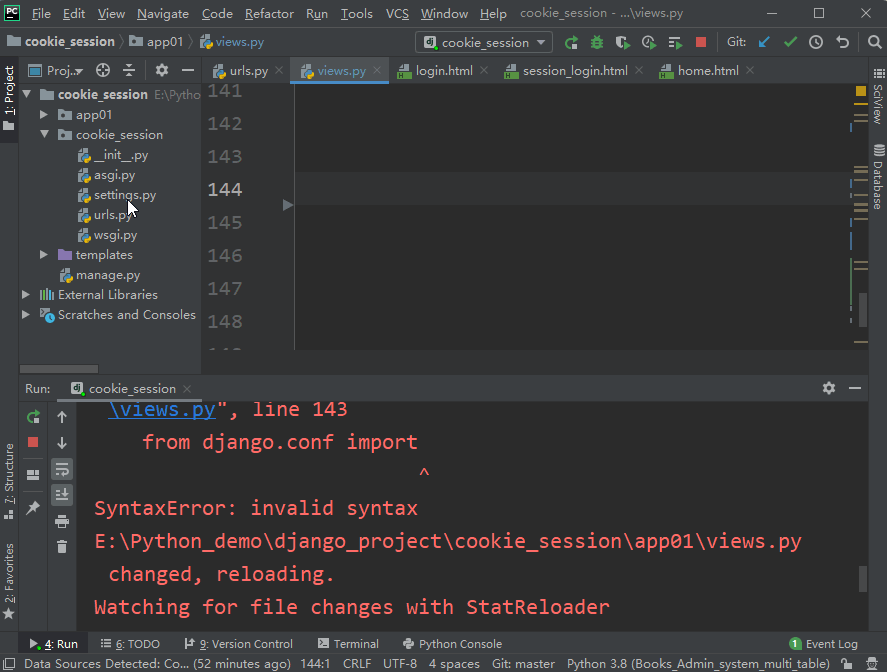 PC File Edit View Navigate Code Refactor Run Tools VCS Window Help cookie_session - ...\views.py
cookie_session app01 views.py dj cookie_session Git:
1: Project
Proj.. urls.py views.py login.html session_login.html home.html
cookie_session E:\Pytho
app01
cookie_session
__init__.py
asgi.py
settings.py
urls.py
wsgi.py
templates
manage.py
External Libraries
Scratches and Consoles
141
142
143
144
145
146
147
148
SciView
Database
Run: dj cookie_session
\views.py", line 143
from django.conf import
^
SyntaxError: invalid syntax
E:\Python_demo\django_project\cookie_session\app01\views.py
changed, reloading.
Watching for file changes with StatReloader
7: Structure
2: Favorites
4: Run 6: TODO 9: Version Control Terminal Python Console 1 Event Log
Data Sources Detected: Co... (52 minutes ago) 144:1 CRLF UTF-8 4 spaces Git: master Python 3.8 (Books_Admin_system_multi_table)